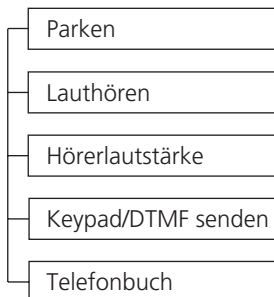 Parken
Lauthören
Hörerlautstärke
Keypad/DTMF senden
Telefonbuch